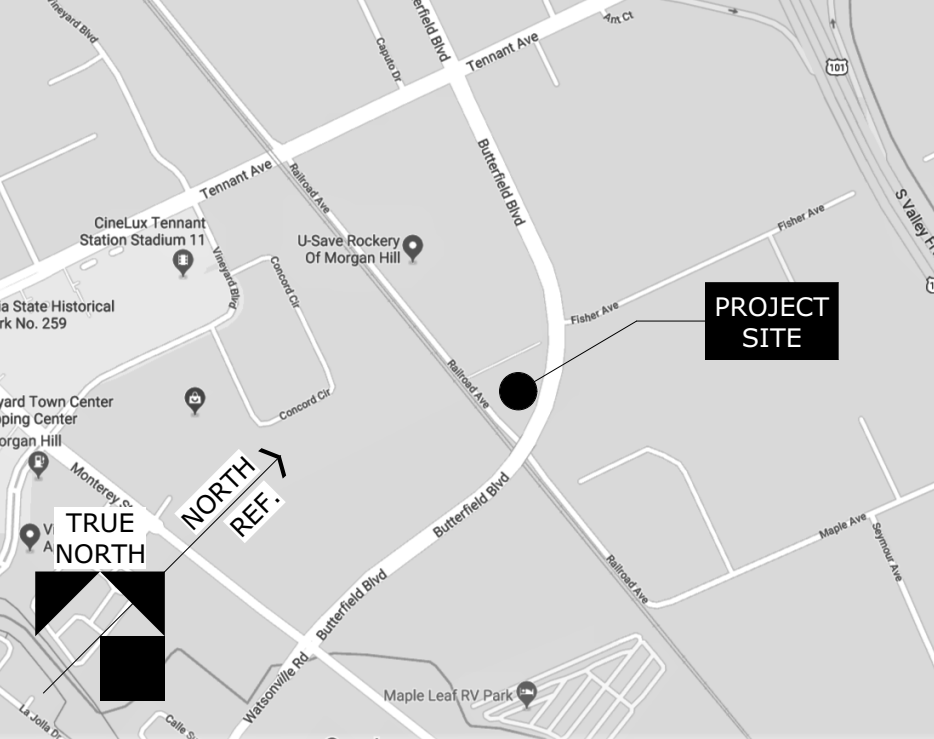 Vineyard Blvd
Butterfield Blvd
Ant Ct
Caputo Dr
Tennant Ave
101
Butterfield Blvd
Tennant Ave
Railroad Ave
S Valley Fr
CineLux Tennant
Station Stadium 11
U-Save Rockery
Of Morgan Hill
Fisher Ave
Vineyard Blvd
Concord Cir
ia State Historical
rk No. 259
Fisher Ave
PROJECT
SITE
Railroad Ave
yard Town Center
pping Center
organ Hill
Concord Cir
Monterey
NORTH
REF.
Butterfield Blvd
TRUE
NORTH
Maple Ave
Seymour Ave
Railroad Ave
Butterfield Blvd
Watsonville Rd
Maple Leaf RV Park
La Jolla Dr
Calle